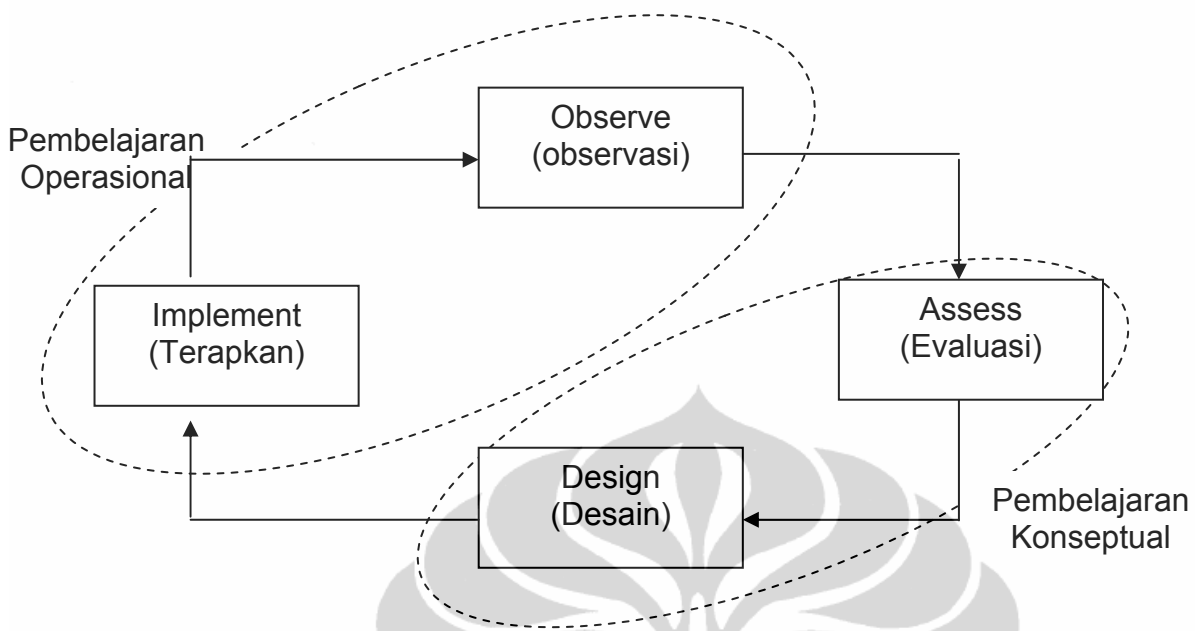 Observe
(observasi)
Pembelajaran
Operasional
Implement
(Terapkan)
Assess
(Evaluasi)
Design
(Desain)
Pembelajaran
Konseptual